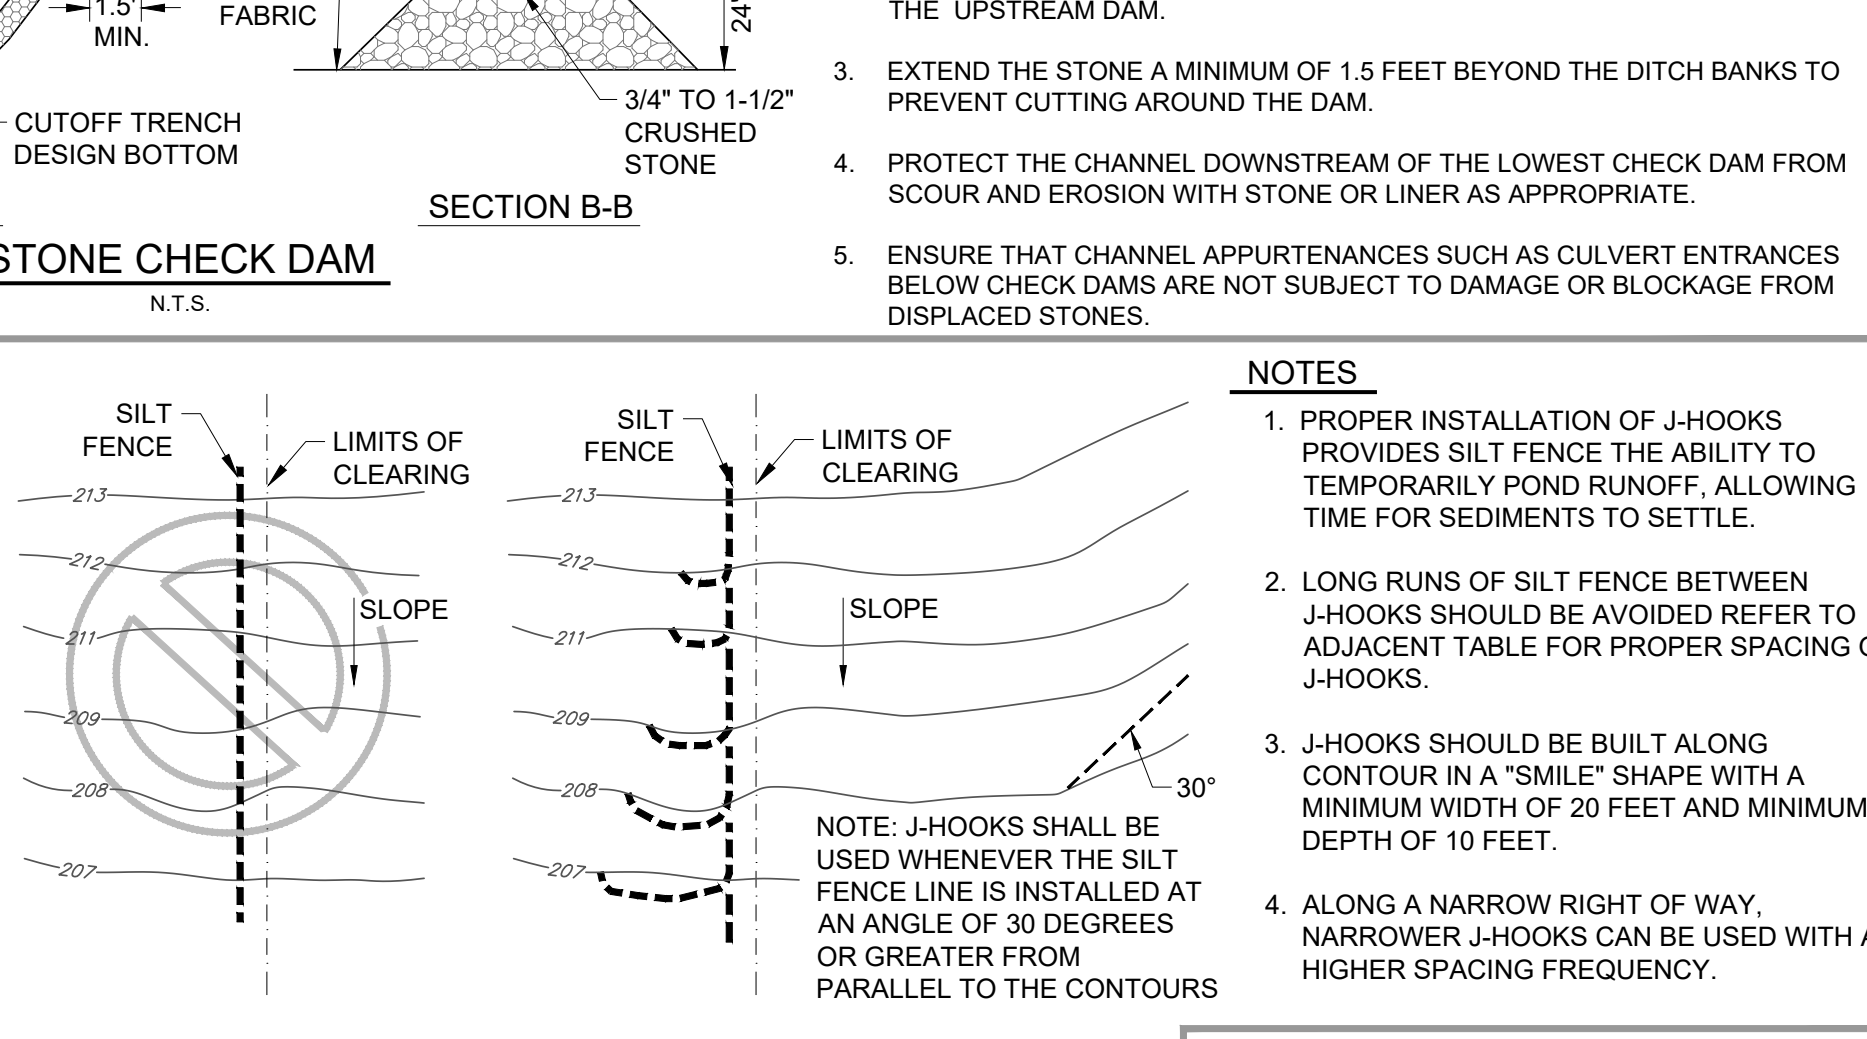 1.5'
MIN.
FABRIC
24"
3/4" TO 1-1/2"
CRUSHED
STONE
CUTOFF TRENCH
DESIGN BOTTOM
SECTION B-B
STONE CHECK DAM
N.T.S.
THE UPSTREAM DAM.
3. EXTEND THE STONE A MINIMUM OF 1.5 FEET BEYOND THE DITCH BANKS TO
PREVENT CUTTING AROUND THE DAM.
4. PROTECT THE CHANNEL DOWNSTREAM OF THE LOWEST CHECK DAM FROM
SCOUR AND EROSION WITH STONE OR LINER AS APPROPRIATE.
5. ENSURE THAT CHANNEL APPURTENANCES SUCH AS CULVERT ENTRANCES
BELOW CHECK DAMS ARE NOT SUBJECT TO DAMAGE OR BLOCKAGE FROM
DISPLACED STONES.
SILT
FENCE
LIMITS OF
CLEARING
213
212
SLOPE
211
209
208
207
SILT
FENCE
LIMITS OF
CLEARING
213
212
SLOPE
211
209
208
207
30°
NOTE: J-HOOKS SHALL BE
USED WHENEVER THE SILT
FENCE LINE IS INSTALLED AT
AN ANGLE OF 30 DEGREES
OR GREATER FROM
PARALLEL TO THE CONTOURS
NOTES
1. PROPER INSTALLATION OF J-HOOKS
PROVIDES SILT FENCE THE ABILITY TO
TEMPORARILY POND RUNOFF, ALLOWING
TIME FOR SEDIMENTS TO SETTLE.
2. LONG RUNS OF SILT FENCE BETWEEN
J-HOOKS SHOULD BE AVOIDED REFER TO
ADJACENT TABLE FOR PROPER SPACING
J-HOOKS.
3. J-HOOKS SHOULD BE BUILT ALONG
CONTOUR IN A "SMILE" SHAPE WITH A
MINIMUM WIDTH OF 20 FEET AND MINIMUM
DEPTH OF 10 FEET.
4. ALONG A NARROW RIGHT OF WAY,
NARROWER J-HOOKS CAN BE USED WITH A
HIGHER SPACING FREQUENCY.